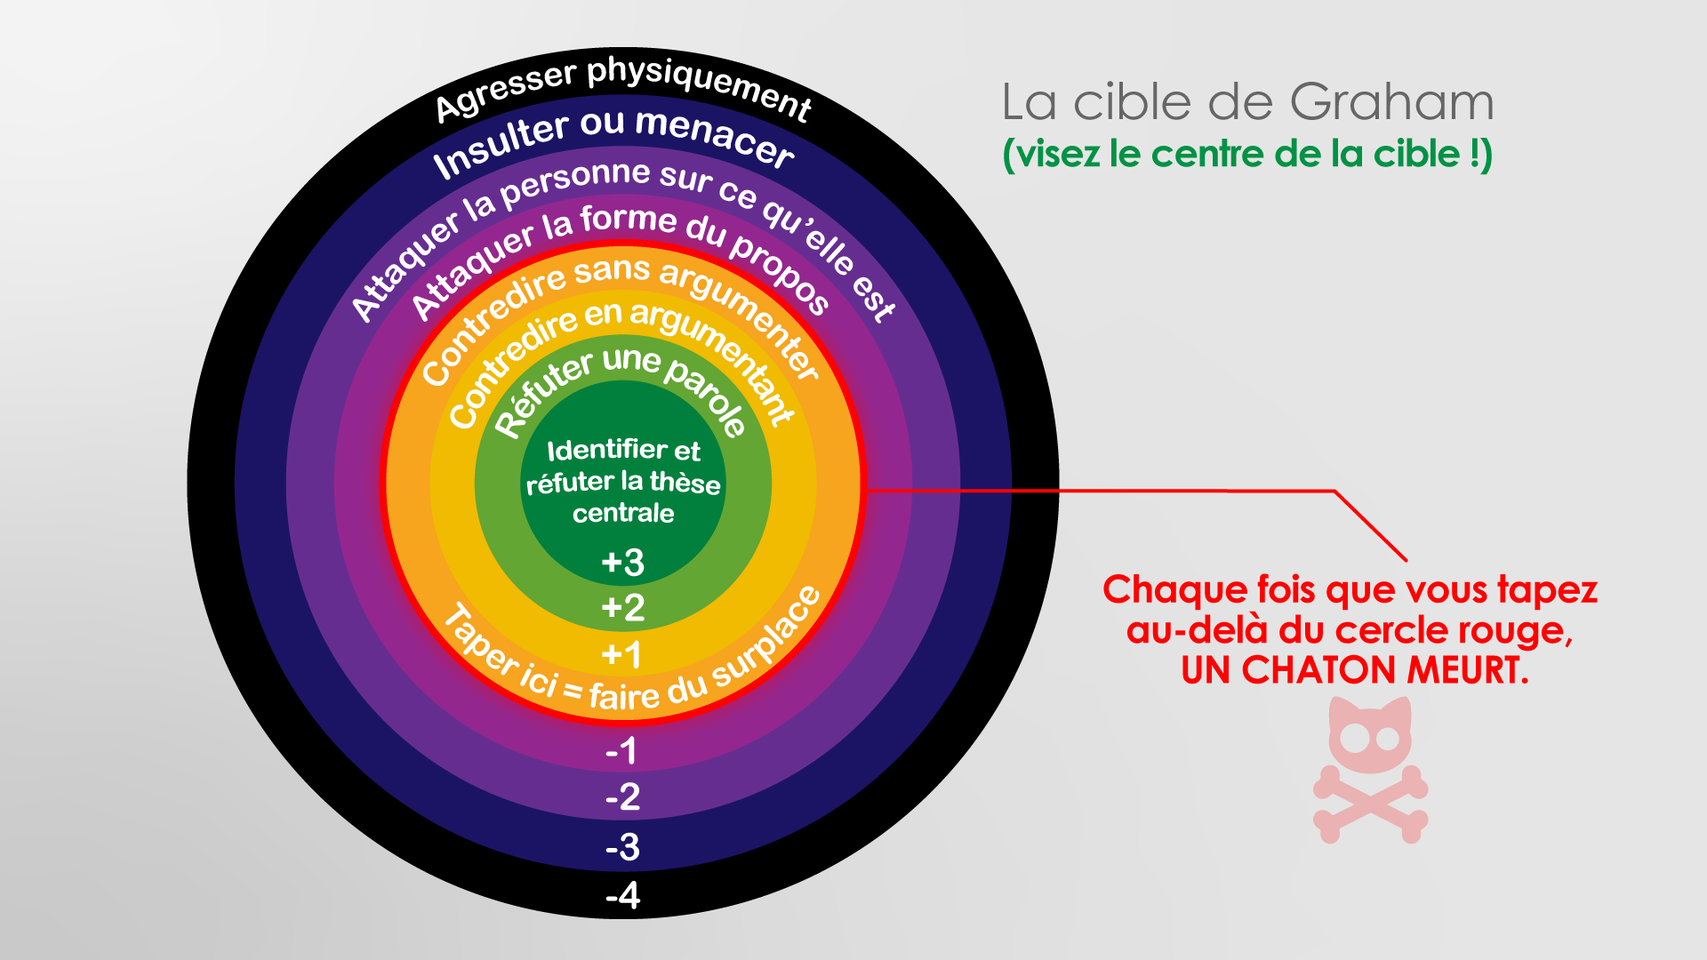 La cible de Graham
(visez le centre de la cible !)
Agresser physiquement
Insulter ou menacer
Attaquer la personne sur ce qu’elle est
Attaquer la forme du propos
Contredire sans argumenter
Contredire en argumentant
Réfuter une parole
Identifier et
réfuter la thèse
centrale
+3
+2
+1
Taper ici = faire du surplace
-1
-2
-3
-4
Chaque fois que vous tapez
au-delà du cercle rouge,
UN CHATON MEURT.